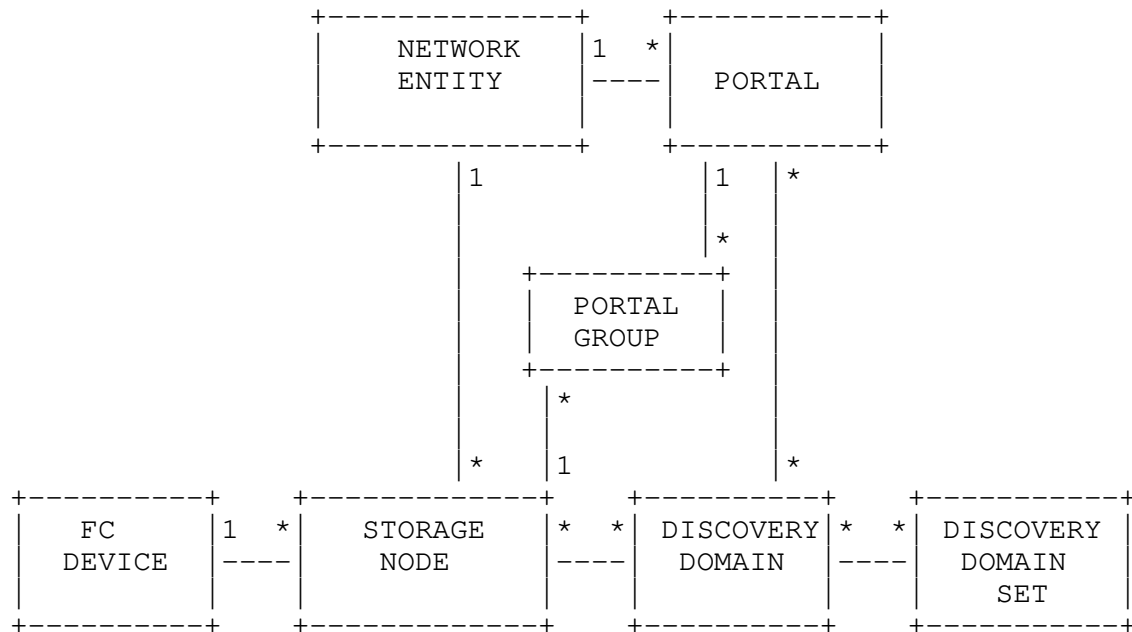 +--------------+     +-----------+
|    NETWORK   |1   *|           |
|    ENTITY    |----|  PORTAL   |
|              |     |           |
+--------------+     +-----------+
|1             |1  |*
|              |   |
|              |   |
|              |*  |
|   +----------+   |
|   |  PORTAL  |   |
|   |  GROUP   |   |
|   +----------+   |
|    |*            |
|    |             |
|    |             |
|*   |1            |*
+----------+    +-------------+    +----------+    +-----------+
|   FC     |1  *|   STORAGE   |*  *| DISCOVERY|*  *| DISCOVERY |
|  DEVICE  |----|    NODE     |----|  DOMAIN  |----|  DOMAIN   |
|          |    |             |    |          |    |    SET    |
+----------+    +-------------+    +----------+    +-----------+